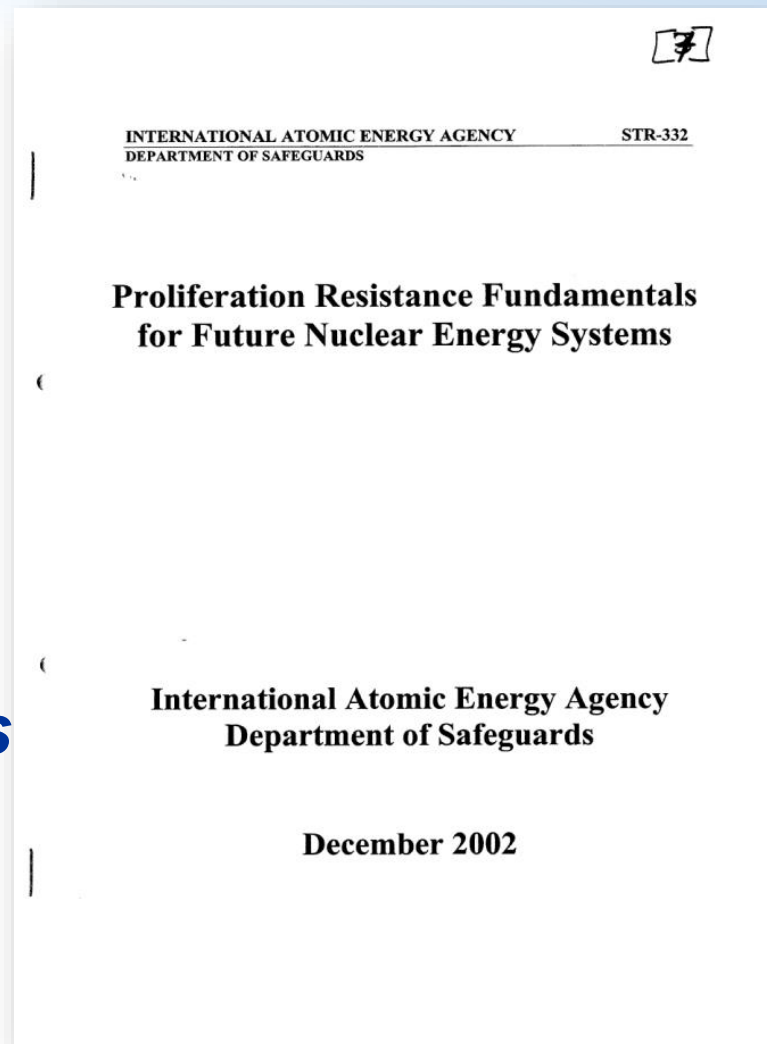 INTERNATIONAL ATOMIC ENERGY AGENCY STR-332
DEPARTMENT OF SAFEGUARDS
Proliferation Resistance Fundamentals
for Future Nuclear Energy Systems
s
International Atomic Energy Agency
Department of Safeguards
December 2002